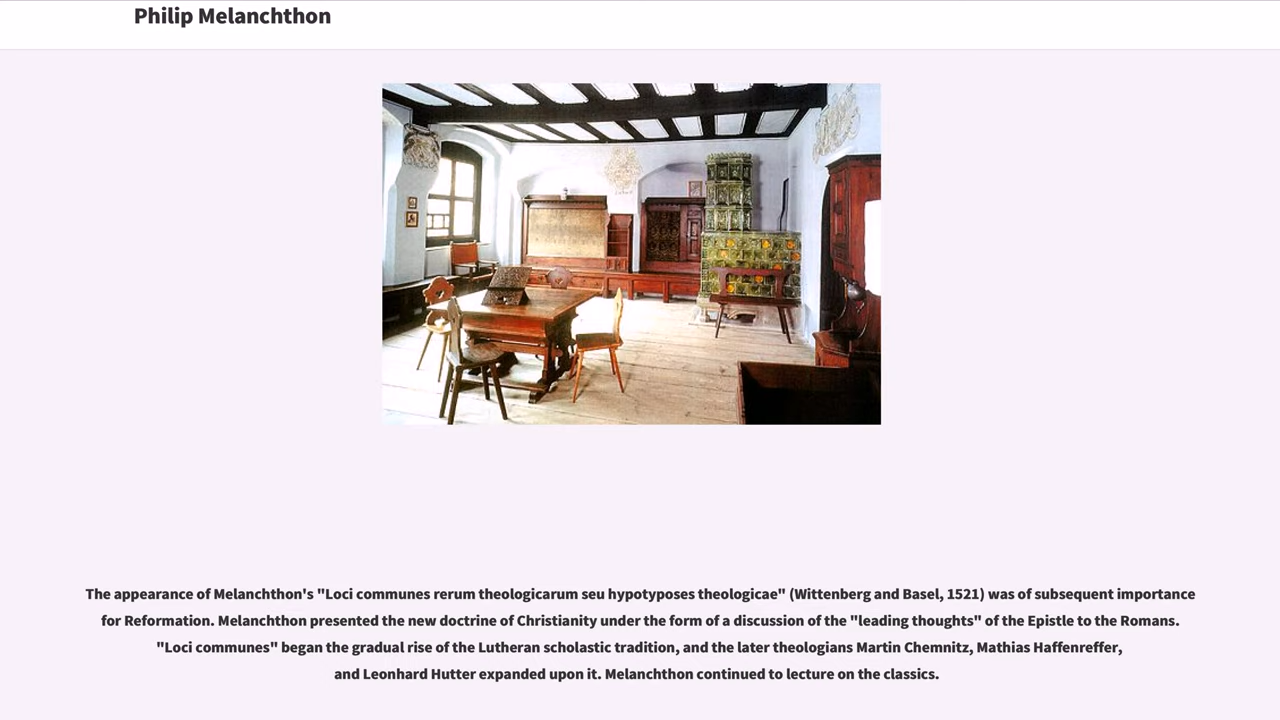 Philip Melanchthon
The appearance of Melanchthon's "Loci communes rerum theologicarum seu hypotyposes theologicae" (Wittenberg and Basel, 1521) was of subsequent importance
for Reformation. Melanchthon presented the new doctrine of Christianity under the form of a discussion of the "leading thoughts" of the Epistle to the Romans.
"Loci communes" began the gradual rise of the Lutheran scholastic tradition, and the later theologians Martin Chemnitz, Mathias Haffenreffer,
and Leonhard Hutter expanded upon it. Melanchthon continued to lecture on the classics.